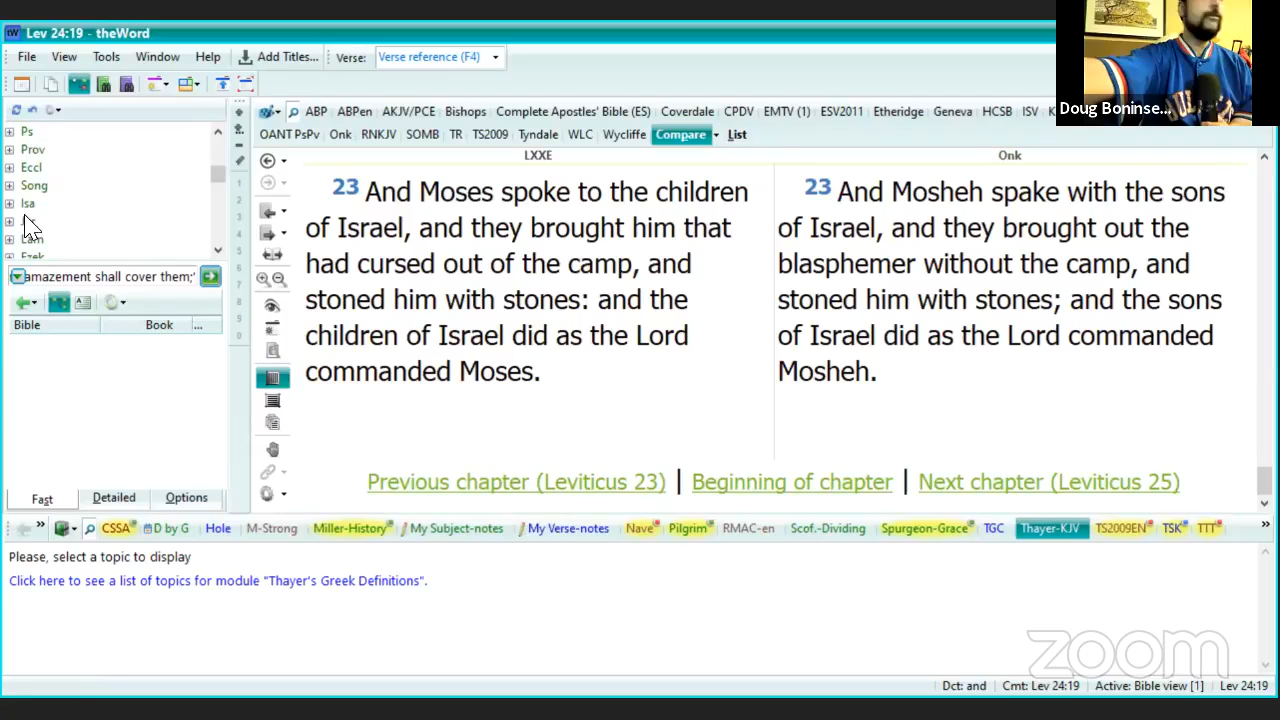 Lev 24:19 - theWord
File View Tools Window Help Add Titles... Verse: Verse reference (F4)
Doug Boninse...
Ps
Prov
Eccl
Song
Isa
Lam
Ezek
amazement shall cover them;'
Bible Book ...
Fast Detailed Options
ABP ABPen AKJV/PCE Bishops Complete Apostles' Bible (ES) Coverdale CPDV EMTV (1) ESV2011 Etheridge Geneva HCSB ISV
OANT PsPv Onk RNKJV SOMB TR TS2009 Tyndale WLC Wycliffe Compare List
LXXE
23 And Moses spoke to the children
of Israel, and they brought him that
had cursed out of the camp, and
stoned him with stones: and the
children of Israel did as the Lord
commanded Moses.
Onk
23 And Mosheh spake with the sons
of Israel, and they brought out the
blasphemer without the camp, and
stoned him with stones; and the sons
of Israel did as the Lord commanded
Mosheh.
Previous chapter (Leviticus 23) | Beginning of chapter | Next chapter (Leviticus 25)
CSSA D by G Hole M-Strong Miller-History My Subject-notes My Verse-notes Nave Pilgrim RMAC-en Scof.-Dividing Spurgeon-Grace TGC Thayer-KJV TS2009EN TSK TTT
Please, select a topic to display
Click here to see a list of topics for module "Thayer's Greek Definitions".
zoom
Dct: and Cmt: Lev 24:19 Active: Bible view [1] Lev 24:19